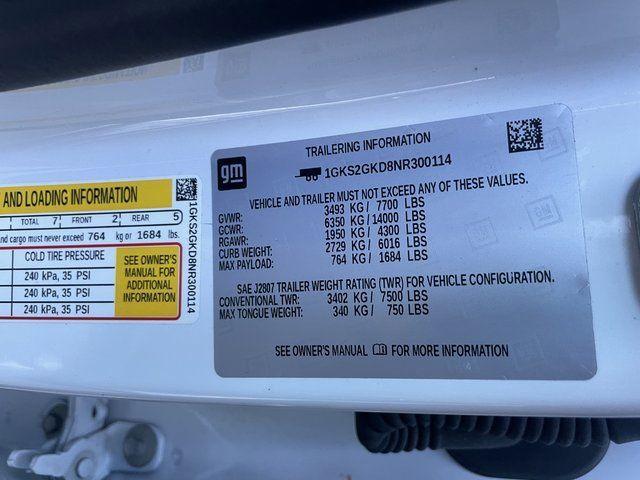 AND LOADING INFORMATION
TOTAL 7 FRONT 2 REAR 5
and cargo must never exceed 764 kg or 1684 lbs.
COLD TIRE PRESSURE
240 kPa, 35 PSI
240 kPa, 35 PSI
240 kPa, 35 PSI
SEE OWNER'S
MANUAL FOR
ADDITIONAL
INFORMATION
1GKS2GKD8NR300114
gm
TRAILERING INFORMATION
1GKS2GKD8NR300114
VEHICLE AND TRAILER MUST NOT EXCEED ANY OF THESE VALUES.
GVWR: 3493 KG / 7700 LBS
GCWR: 6350 KG / 14000 LBS
RGAWR: 1950 KG / 4300 LBS
CURB WEIGHT: 2729 KG / 6016 LBS
MAX PAYLOAD: 764 KG / 1684 LBS
SAE J2807 TRAILER WEIGHT RATING (TWR) FOR VEHICLE CONFIGURATION.
CONVENTIONAL TWR: 3402 KG / 7500 LBS
MAX TONGUE WEIGHT: 340 KG / 750 LBS
SEE OWNER'S MANUAL FOR MORE INFORMATION